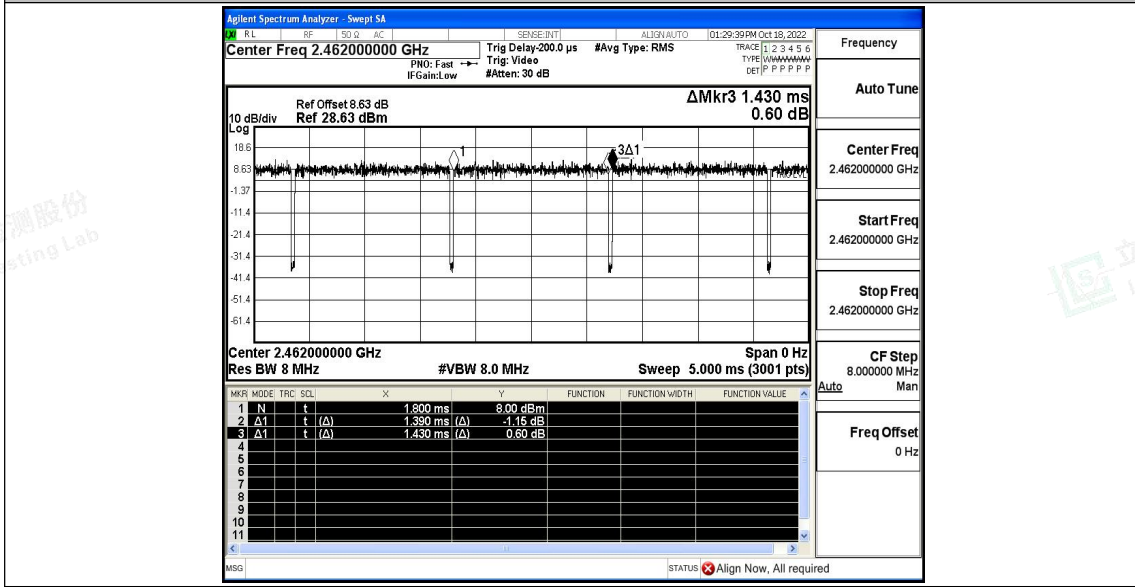 Agilent Spectrum Analyzer - Swept SA
RL RF 50 Ω AC SENSE:INT ALIGN AUTO 01:29:39 PM Oct 18, 2022
Center Freq 2.462000000 GHz
Trig Delay-200.0 µs #Avg Type: RMS
TRACE 1 2 3 4 5 6
PNO: Fast Trig: Video
TYPE
IFGain:Low #Atten: 30 dB
DET P P P P P P
Frequency
Auto Tune
Center Freq
2.462000000 GHz
Start Freq
2.462000000 GHz
Stop Freq
2.462000000 GHz
CF Step
8.000000 MHz
Auto Man
Freq Offset
0 Hz
ΔMkr3 1.430 ms
0.60 dB
Ref Offset 8.63 dB
10 dB/div Ref 28.63 dBm
Log
18.6
8.63
-1.37
-11.4
-21.4
-31.4
-41.4
-51.4
-61.4
1
3Δ1
Center 2.462000000 GHz Span 0 Hz
Res BW 8 MHz #VBW 8.0 MHz Sweep 5.000 ms (3001 pts)
MKR MODE TRC SCL X Y FUNCTION FUNCTION WIDTH FUNCTION VALUE
1 N t 1.800 ms 8.00 dBm
2 Δ1 t (Δ) 1.390 ms (Δ) -1.15 dB
3 Δ1 t (Δ) 1.430 ms (Δ) 0.60 dB
4
5
6
7
8
9
10
11
MSG STATUS Align Now, All required
测股份
sting Lab
立